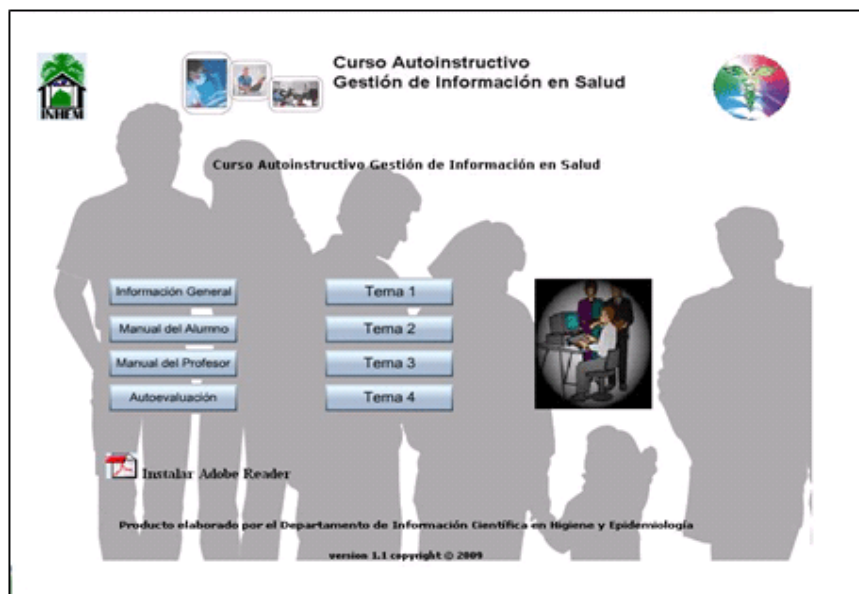 INHEM
Curso Autoinstructivo
Gestión de Información en Salud
Curso Autoinstructivo Gestión de Información en Salud
Información General
Tema 1
Manual del Alumno
Tema 2
Manual del Profesor
Tema 3
Autoevaluación
Tema 4
Instalar Adobe Reader
Producto elaborado por el Departamento de Información Científica en Higiene y Epidemiología
version 1.1 copyright © 2009